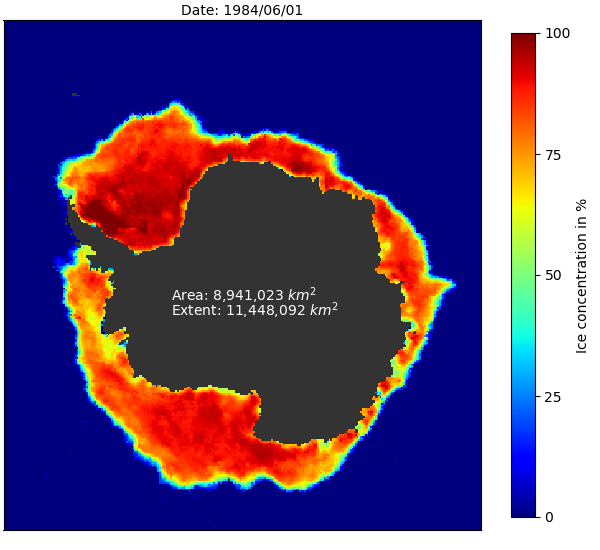 Date: 1984/06/01
100
75
50
25
0
Ice concentration in %
Area: 8,941,023 km²
Extent: 11,448,092 km²